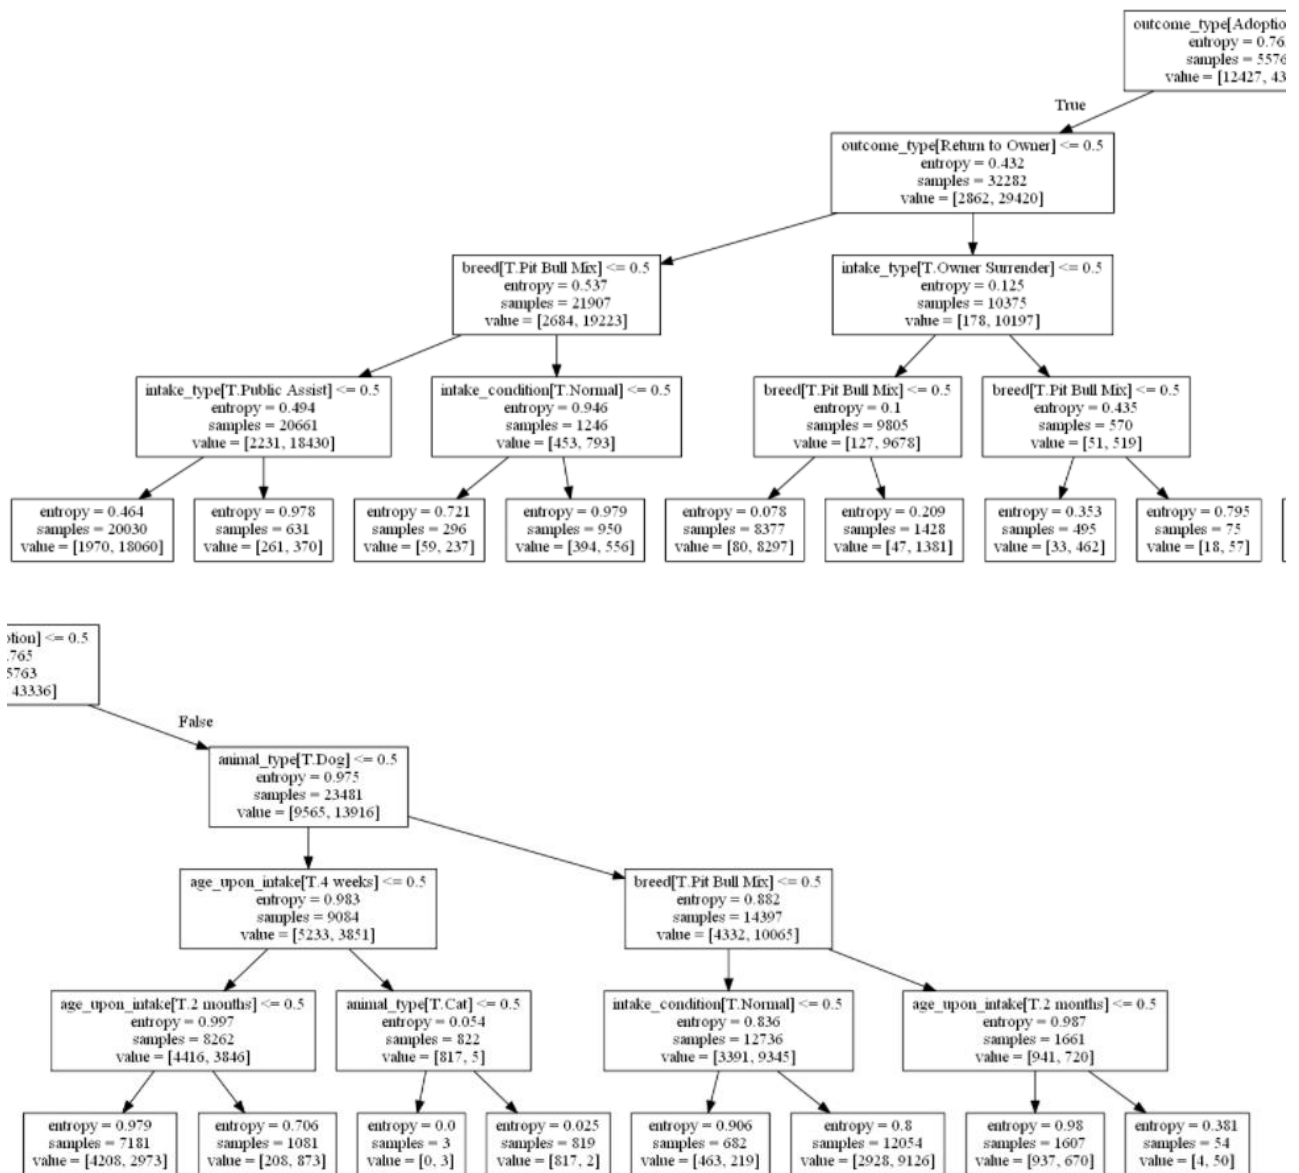 outcome_type[Adoptio
entropy = 0.76
samples = 5576
value = [12427, 43
True
outcome_type[Return to Owner] <= 0.5
entropy = 0.432
samples = 32282
value = [2862, 29420]
breed[T.Pit Bull Mix] <= 0.5
entropy = 0.537
samples = 21907
value = [2684, 19223]
intake_type[T.Owner Surrender] <= 0.5
entropy = 0.125
samples = 10375
value = [178, 10197]
intake_type[T.Public Assist] <= 0.5
entropy = 0.494
samples = 20661
value = [2231, 18430]
intake_condition[T.Normal] <= 0.5
entropy = 0.946
samples = 1246
value = [453, 793]
breed[T.Pit Bull Mix] <= 0.5
entropy = 0.1
samples = 9805
value = [127, 9678]
breed[T.Pit Bull Mix] <= 0.5
entropy = 0.435
samples = 570
value = [51, 519]
entropy = 0.464
samples = 20030
value = [1970, 18060]
entropy = 0.978
samples = 631
value = [261, 370]
entropy = 0.721
samples = 296
value = [59, 237]
entropy = 0.979
samples = 950
value = [394, 556]
entropy = 0.078
samples = 8377
value = [80, 8297]
entropy = 0.209
samples = 1428
value = [47, 1381]
entropy = 0.353
samples = 495
value = [33, 462]
entropy = 0.795
samples = 75
value = [18, 57]
ption] <= 0.5
.765
5763
43336]
False
animal_type[T.Dog] <= 0.5
entropy = 0.975
samples = 23481
value = [9565, 13916]
age_upon_intake[T.4 weeks] <= 0.5
entropy = 0.983
samples = 9084
value = [5233, 3851]
breed[T.Pit Bull Mix] <= 0.5
entropy = 0.882
samples = 14397
value = [4332, 10065]
age_upon_intake[T.2 months] <= 0.5
entropy = 0.997
samples = 8262
value = [4416, 3846]
animal_type[T.Cat] <= 0.5
entropy = 0.054
samples = 822
value = [817, 5]
intake_condition[T.Normal] <= 0.5
entropy = 0.836
samples = 12736
value = [3391, 9345]
age_upon_intake[T.2 months] <= 0.5
entropy = 0.987
samples = 1661
value = [941, 720]
entropy = 0.979
samples = 7181
value = [4208, 2973]
entropy = 0.706
samples = 1081
value = [208, 873]
entropy = 0.0
samples = 3
value = [0, 3]
entropy = 0.025
samples = 819
value = [817, 2]
entropy = 0.906
samples = 682
value = [463, 219]
entropy = 0.8
samples = 12054
value = [2928, 9126]
entropy = 0.98
samples = 1607
value = [937, 670]
entropy = 0.381
samples = 54
value = [4, 50]